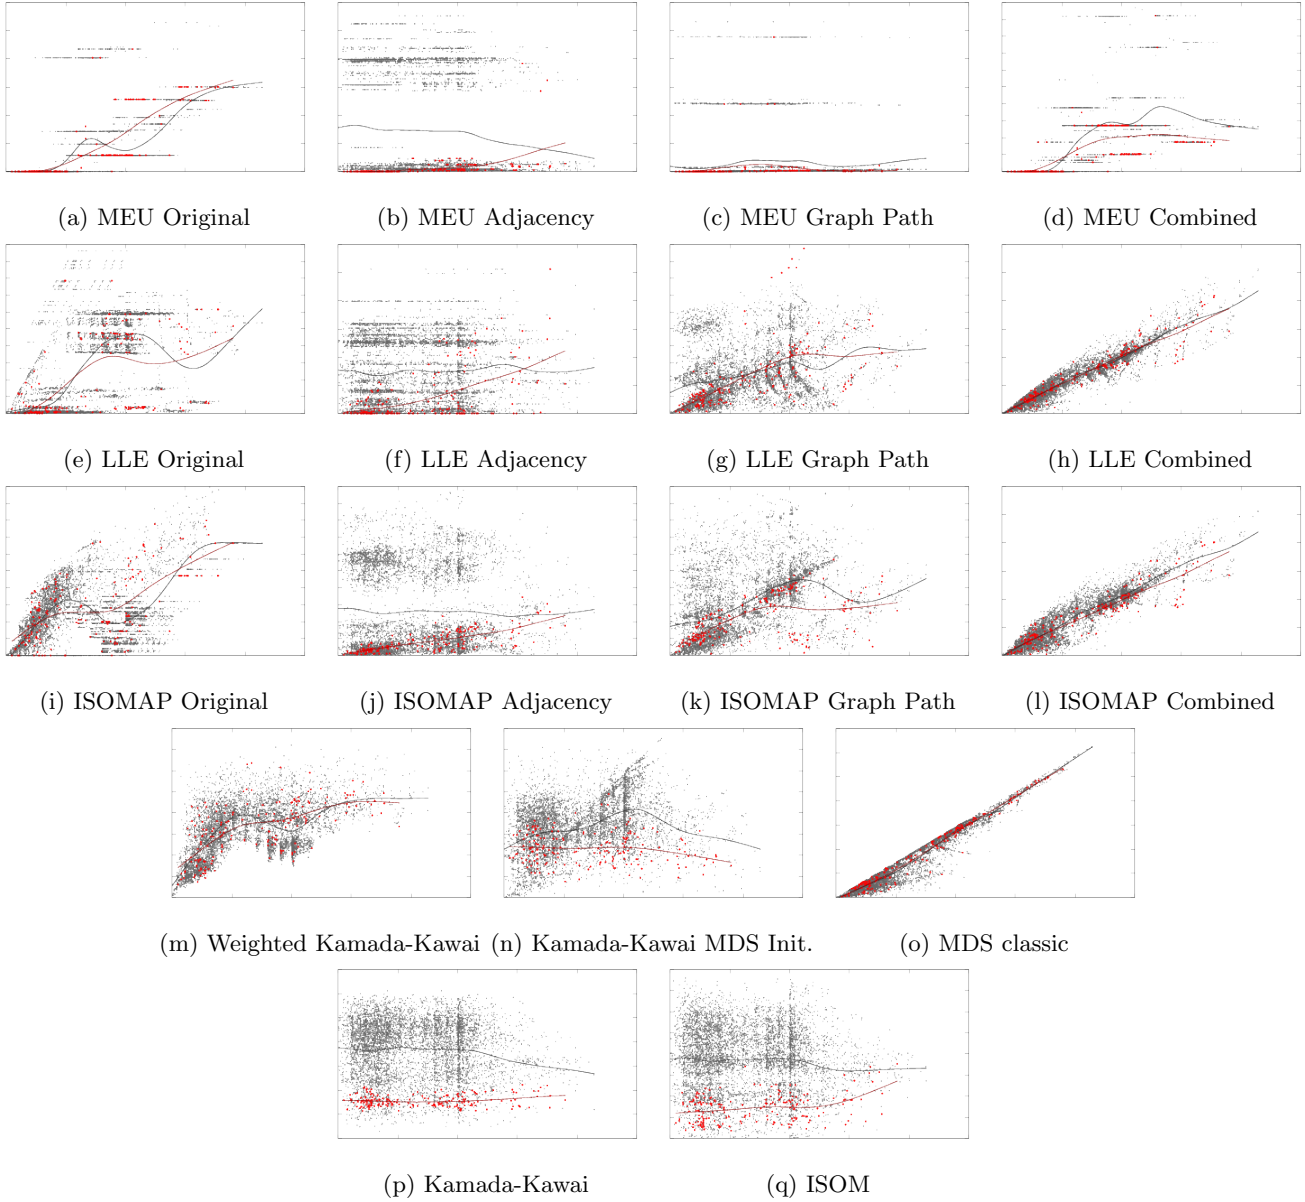 (a) MEU Original (b) MEU Adjacency (c) MEU Graph Path (d) MEU Combined
(e) LLE Original (f) LLE Adjacency (g) LLE Graph Path (h) LLE Combined
(i) ISOMAP Original (j) ISOMAP Adjacency (k) ISOMAP Graph Path (l) ISOMAP Combined
(m) Weighted Kamada-Kawai (n) Kamada-Kawai MDS Init. (o) MDS classic
(p) Kamada-Kawai (q) ISOM